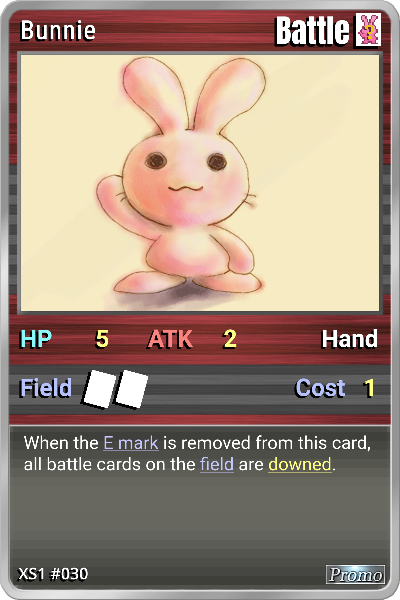 Bunnie
Battle
HP 5 ATK 2 Hand
Field Cost 1
When the E mark is removed from this card,
all battle cards on the field are downed.
XS1 #030
Promo